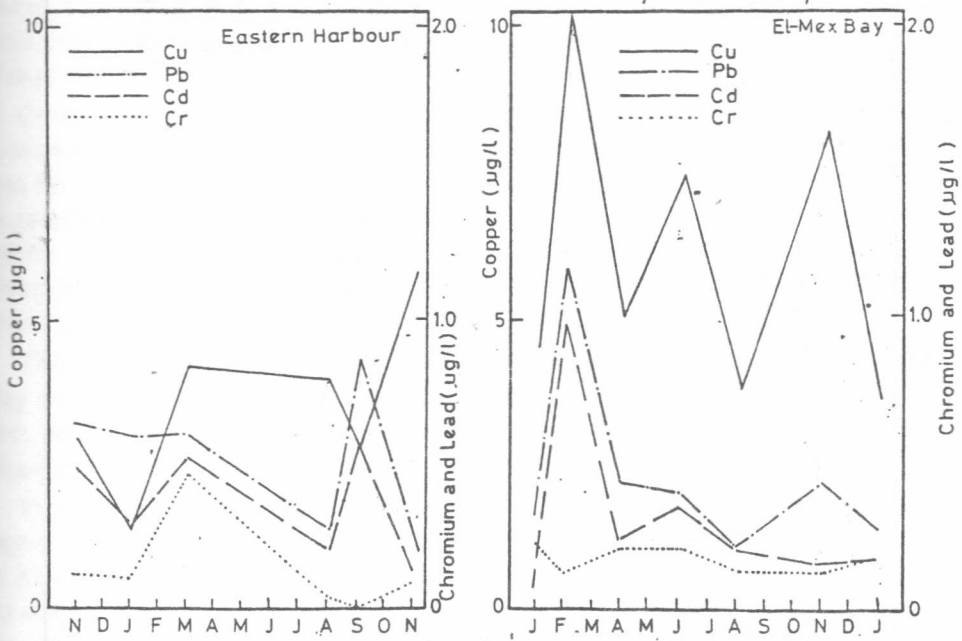 Eastern Harbour
Cu
Pb
Cd
Cr
10
5
0
Copper (µg/l)
1.0
0
Chromium and Lead (µg/l)
N D J F M A M J J A S O N
El-Mex Bay
Cu
Pb
Cd
Cr
10
5
0
Copper (µg/l)
2.0
1.0
0
Chromium and Lead (µg/l)
J F M A M J J A S O N D J